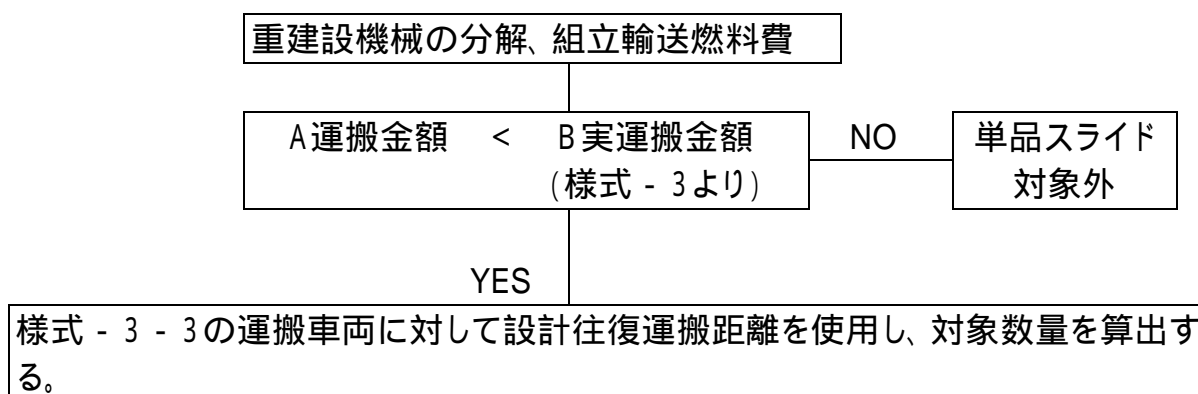 重建設機械の分解、組立輸送燃料費
A運搬金額 < B実運搬金額
(様式-3より)
NO
単品スライド
対象外
YES
様式-3-3の運搬車両に対して設計往復運搬距離を使用し、対象数量を算出す
る。